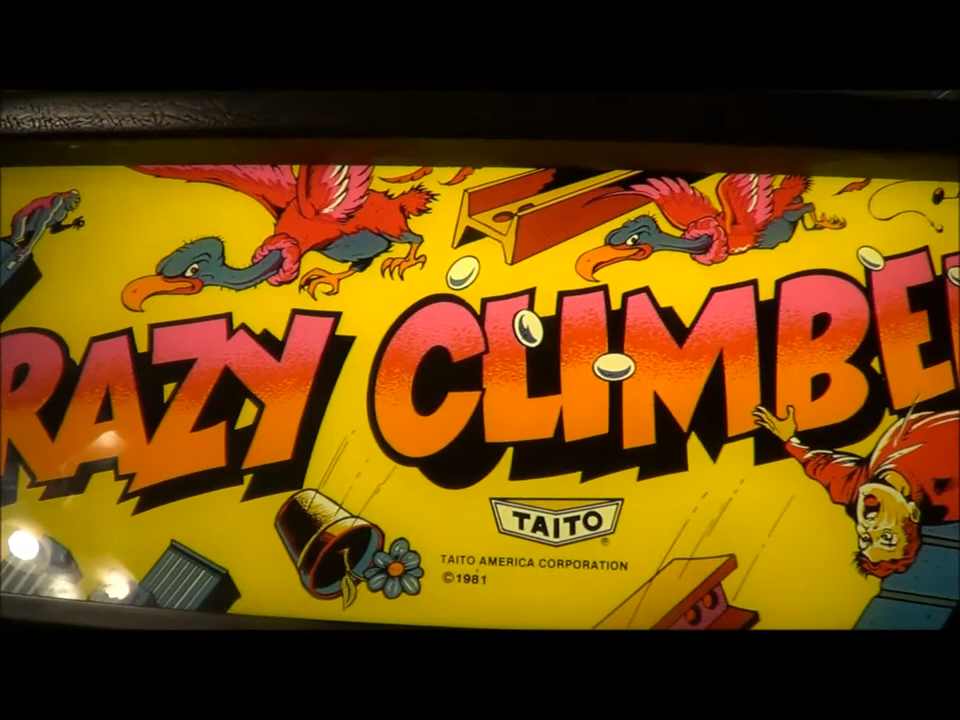 RAZY CLIMBE
TAITO
®
TAITO AMERICA CORPORATION
©1981